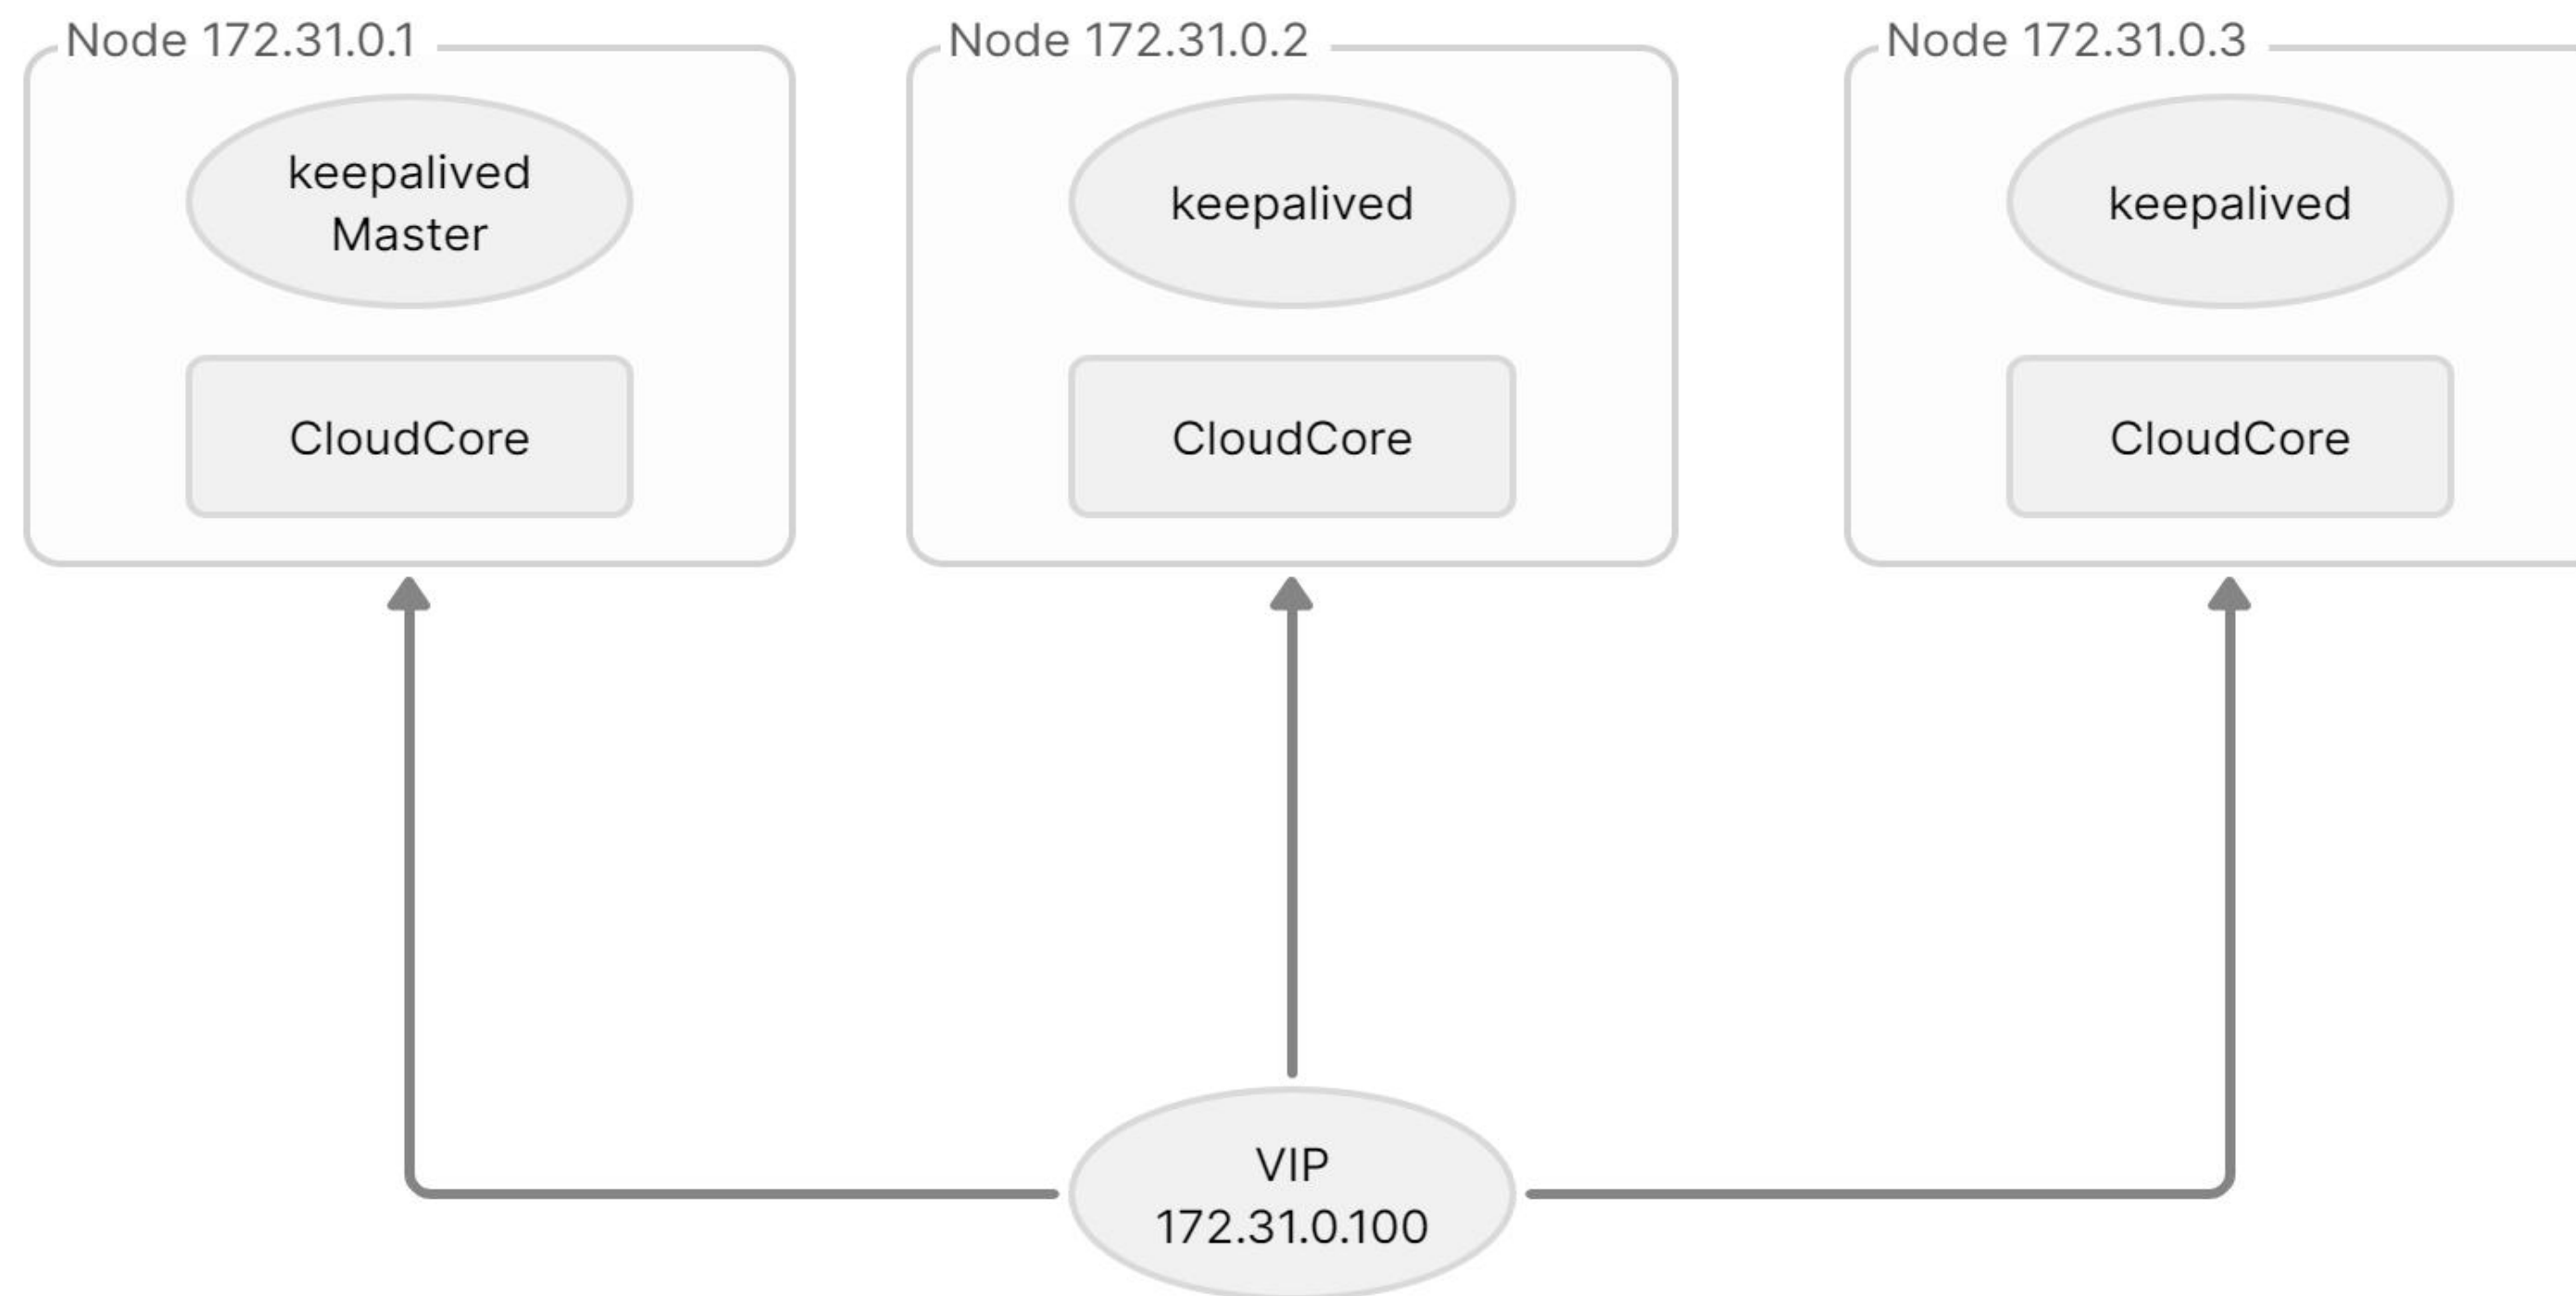 Node 172.31.0.1
keepalived
Master
CloudCore
Node 172.31.0.2
keepalived
CloudCore
Node 172.31.0.3
keepalived
CloudCore
VIP
172.31.0.100